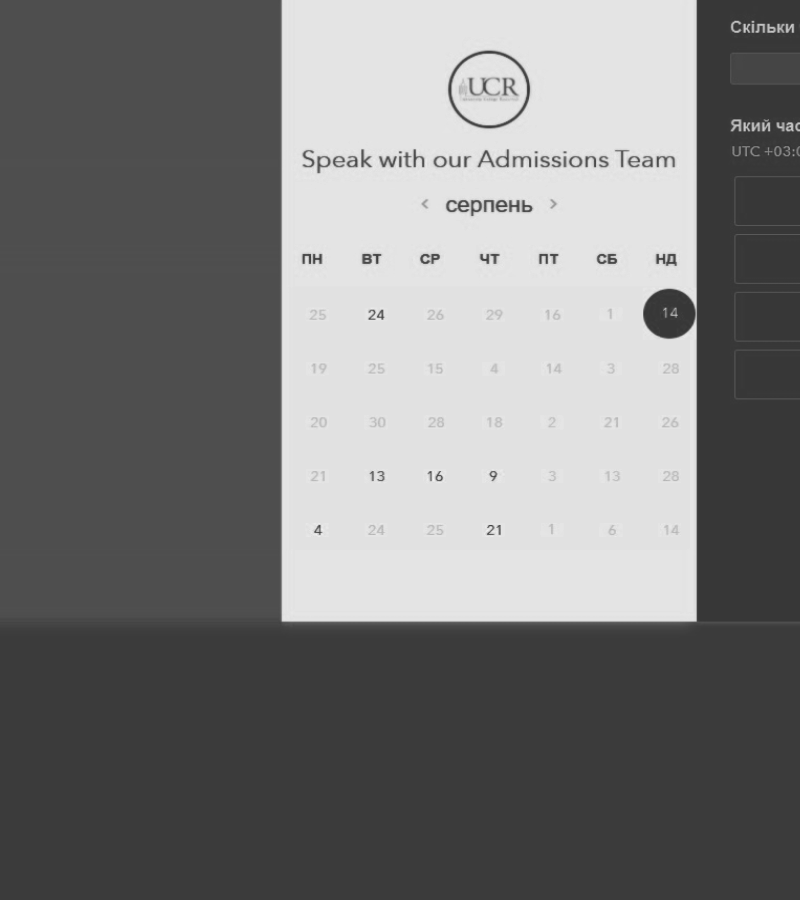 UCR
Speak with our Admissions Team
< серпень >
ПН ВТ СР ЧТ ПТ СБ НД
25 24 26 29 16 1 14
19 25 15 4 14 3 28
20 30 28 18 2 21 26
21 13 16 9 3 13 28
4 24 25 21 1 6 14
Скільки
Який час
UTC +03:0